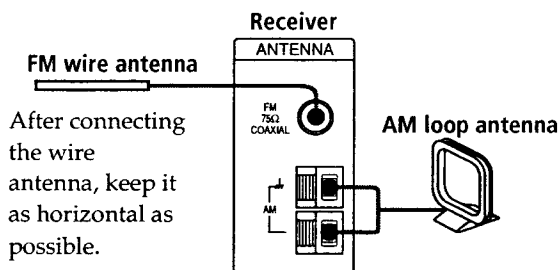 Receiver
ANTENNA
FM wire antenna
FM
75Ω
COAXIAL
After connecting
the wire
antenna, keep it
as horizontal as
possible.
AM loop antenna
AM